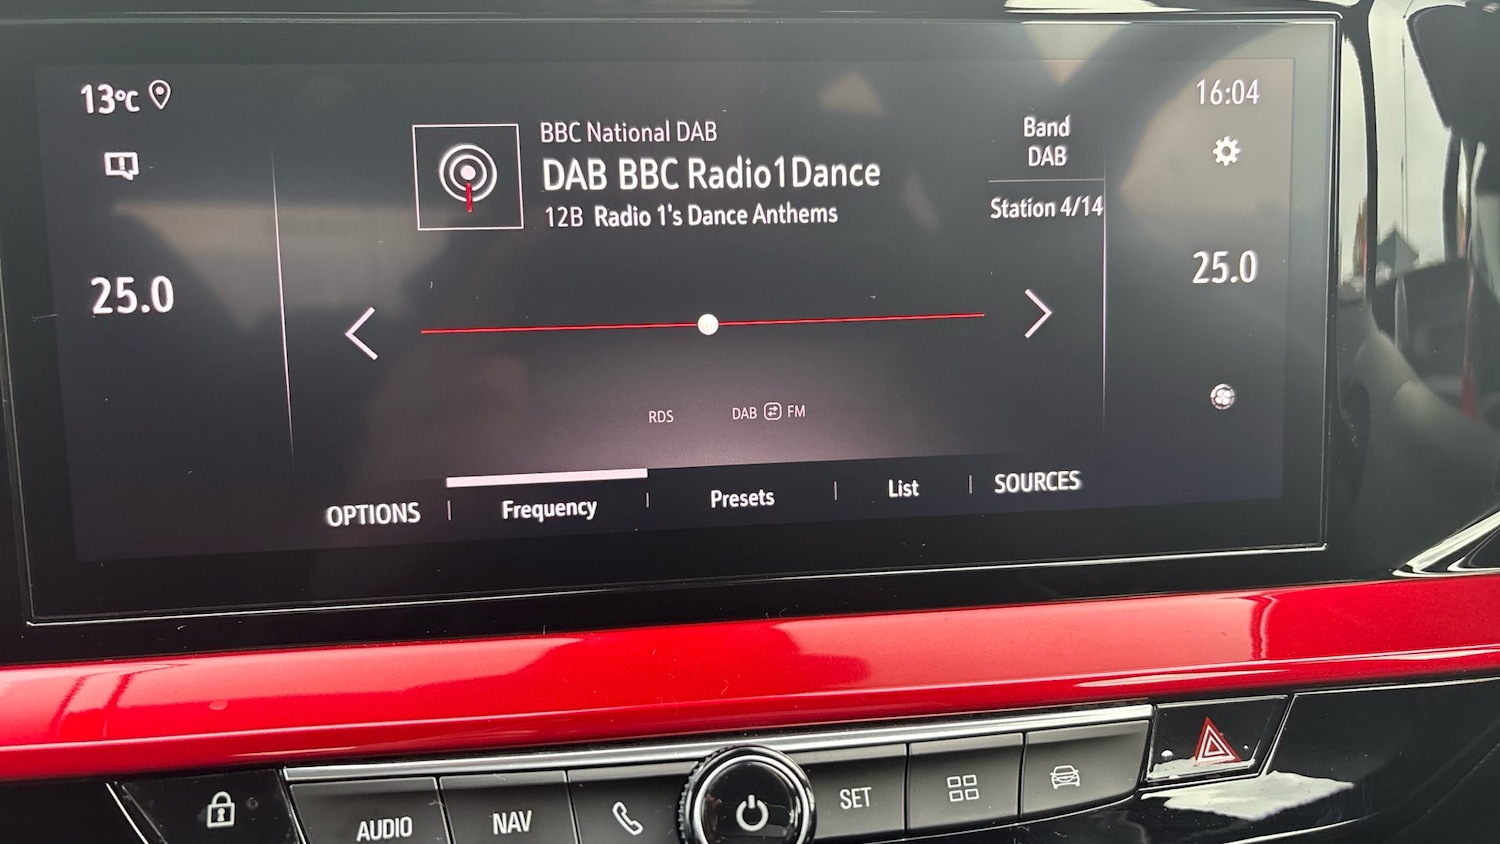 13°C
16:04
BBC National DAB
DAB BBC Radio1Dance
12B Radio 1's Dance Anthems
Band
DAB
Station 4/14
25.0
25.0
RDS
DAB FM
OPTIONS
Frequency
Presets
List
SOURCES
AUDIO
NAV
SET